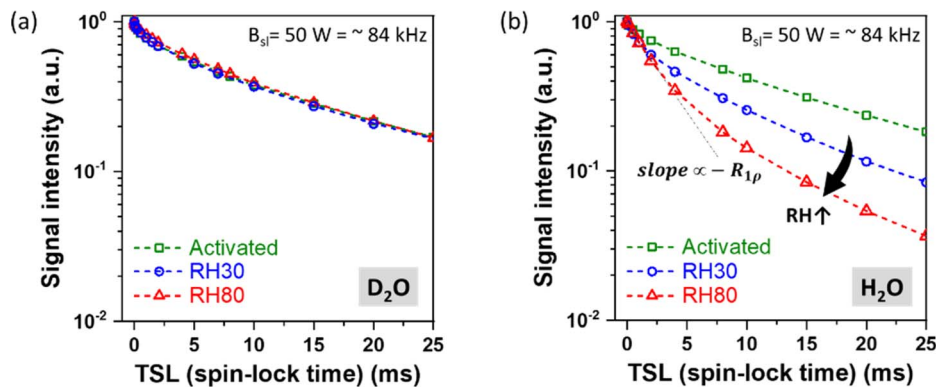 (a)
B_sl = 50 W = ~ 84 kHz
Signal intensity (a.u.)
10^0
10^-1
10^-2
Activated
RH30
RH80
D₂O
0 5 10 15 20 25
TSL (spin-lock time) (ms)
(b)
B_sl = 50 W = ~ 84 kHz
Signal intensity (a.u.)
10^0
10^-1
10^-2
slope ∝ − R_1ρ
RH↑
Activated
RH30
RH80
H₂O
0 5 10 15 20 25
TSL (spin-lock time) (ms)